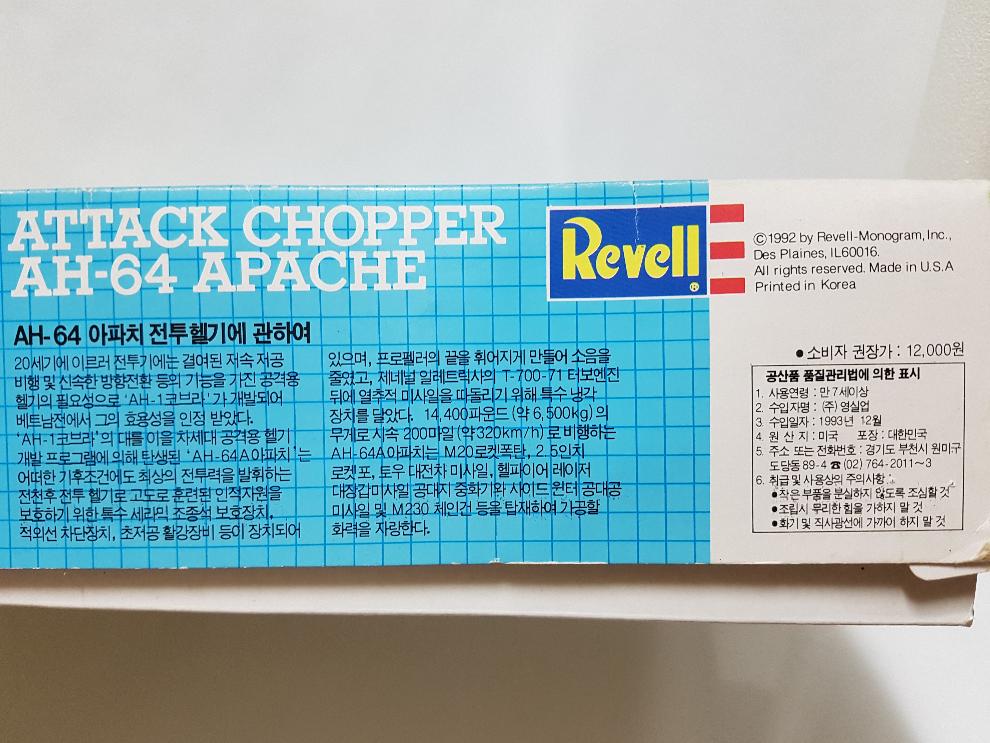 ATTACK CHOPPER
AH-64 APACHE
Revell
®
©1992 by Revell-Monogram, Inc.,
Des Plaines, IL60016.
All rights reserved. Made in U.S.A
Printed in Korea
AH-64 아파치 전투헬기에 관하여
20세기에 이르러 전투기에는 결여된 저속 저공
비행 및 신속한 방향전환 등의 기능을 가진 공격용
헬기의 필요성으로 'AH-1코브라'가 개발되어
베트남전에서 그의 효용성을 인정 받았다.
'AH-1코브라'의 대를 이을 차세대 공격용 헬기
개발 프로그램에 의해 탄생된 'AH-64A아파치'는
어떠한 기후조건에도 최상의 전투력을 발휘하는
전천후 전투 헬기로 고도로 훈련된 인적자원을
보호하기 위한 특수 세라믹 조종석 보호장치,
적외선 차단장치, 초저공 활강장비 등이 장치되어
있으며, 프로펠러의 끝을 휘어지게 만들어 소음을
줄였고, 제네널 일레트릭사의 T-700-71 터보엔진
뒤에 열추적 미사일을 따돌리기 위해 특수 냉각
장치를 달았다. 14,400파운드 (약 6,500kg) 의
무게로 시속 200마일 (약 320km/h) 로 비행하는
AH-64A아파치는 M20로켓폭탄, 2.5인치
로켓포, 토우 대전차 미사일, 헬파이어 레이저
대장갑미사일 공대지 중화기와 사이드 윈터 공대공
미사일 및 M230 체인건 등을 탑재하여 가공할
화력을 자랑한다.
● 소비자 권장가 : 12,000원
공산품 품질관리법에 의한 표시
1. 사용연령 : 만 7세이상
2. 수입자명 : (주) 영실업
3. 수입일자 : 1993년 12월
4. 원 산 지 : 미국 포장 : 대한민국
5. 주소 또는 전화번호 : 경기도 부천시 원미구
도당동 89-4 ☎ (02) 764-2011~3
6. 취급 및 사용상의 주의사항 :
● 작은 부품을 분실하지 않도록 조심할 것
● 조립시 무리한 힘을 가하지 말 것
● 화기 및 직사광선에 가까이 하지 말 것